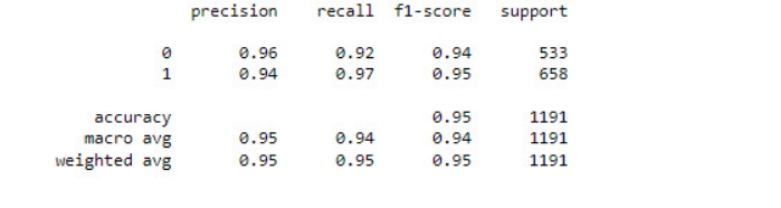 precision recall f1-score support
0 0.96 0.92 0.94 533
1 0.94 0.97 0.95 658
accuracy 0.95 1191
macro avg 0.95 0.94 0.94 1191
weighted avg 0.95 0.95 0.95 1191